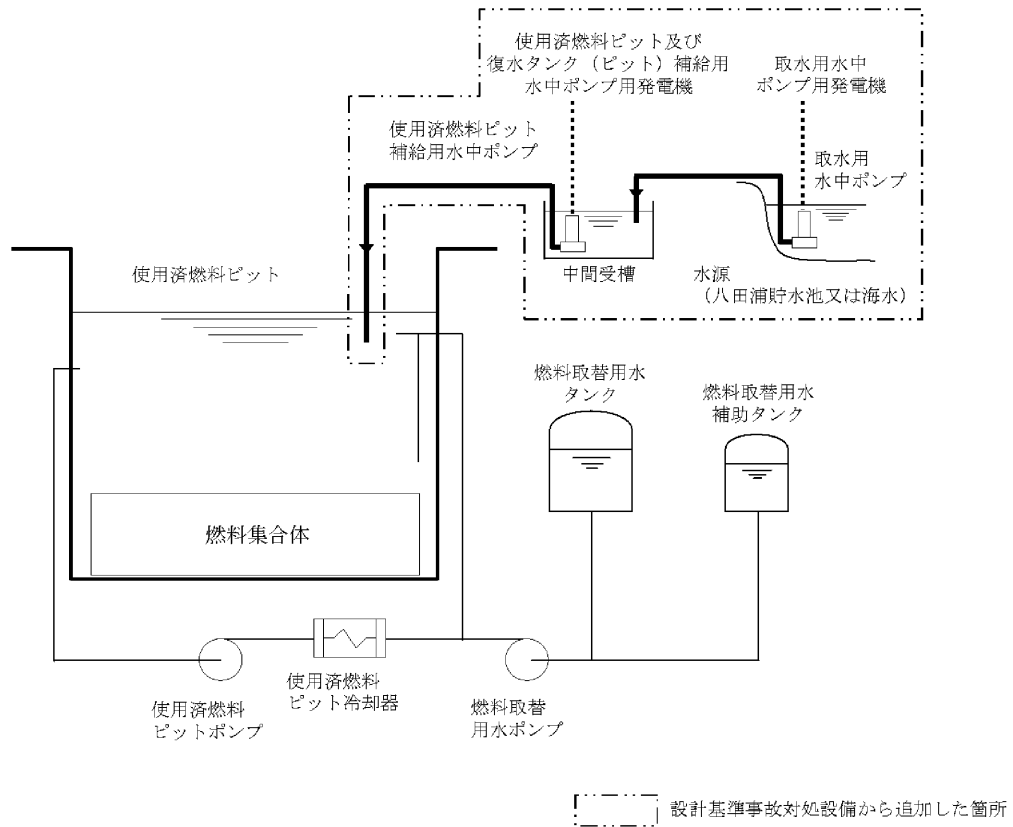 使用済燃料ピット及び
復水タンク（ピット）補給用
水中ポンプ用発電機
取水用水中
ポンプ用発電機
使用済燃料ピット
補給用水中ポンプ
取水用
水中ポンプ
使用済燃料ピット
中間受槽
水源
（八田浦貯水池又は海水）
燃料取替用水
タンク
燃料取替用水
補助タンク
燃料集合体
使用済燃料
ピットポンプ
使用済燃料
ピット冷却器
燃料取替
用水ポンプ
設計基準事故対処設備から追加した箇所